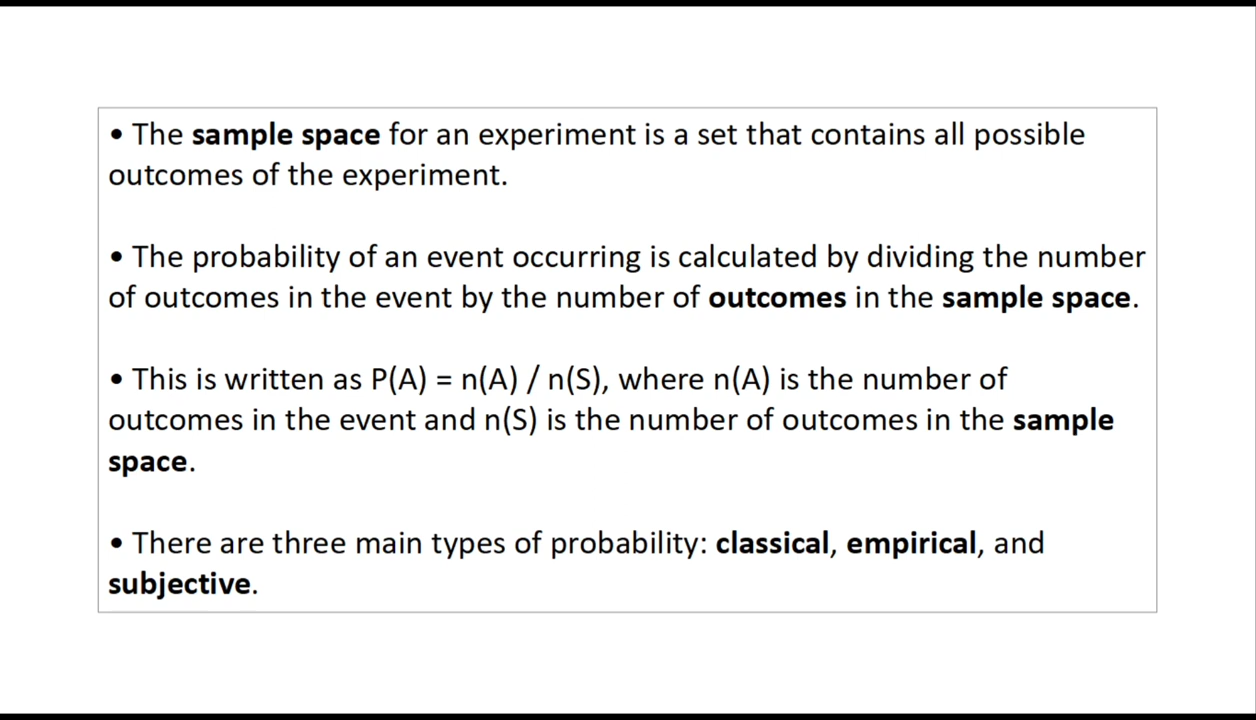 • The sample space for an experiment is a set that contains all possible
outcomes of the experiment.
• The probability of an event occurring is calculated by dividing the number
of outcomes in the event by the number of outcomes in the sample space.
• This is written as P(A) = n(A) / n(S), where n(A) is the number of
outcomes in the event and n(S) is the number of outcomes in the sample
space.
• There are three main types of probability: classical, empirical, and
subjective.